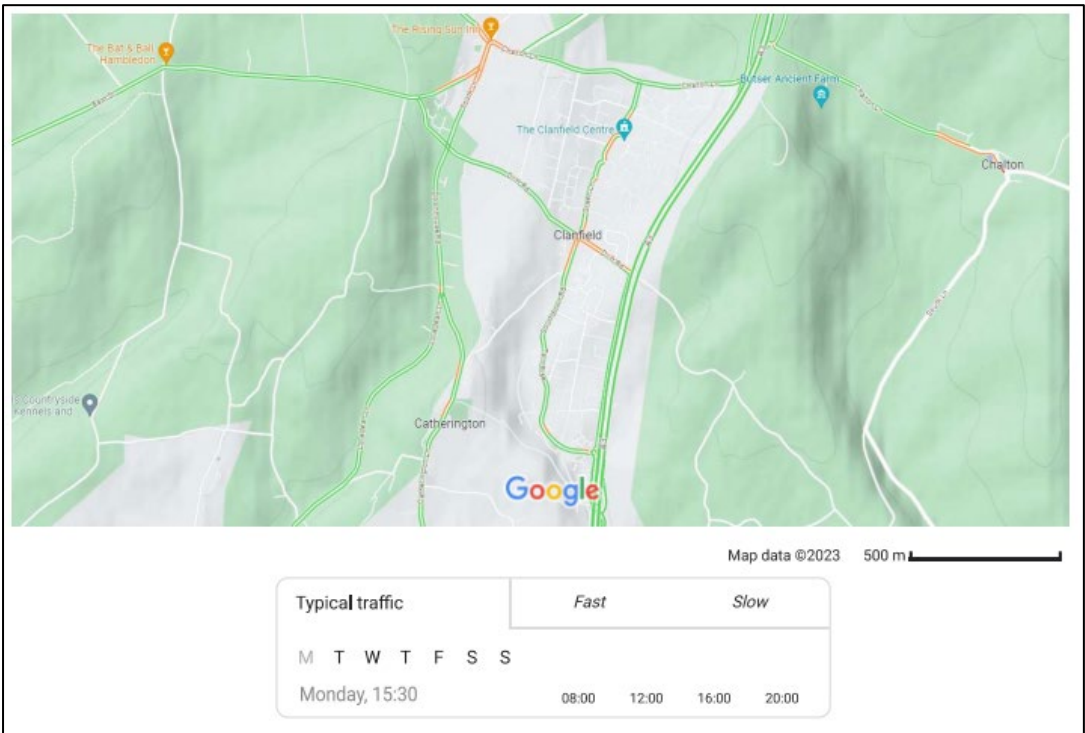 The Rising Sun Inn
The Bat & Ball
Hambledon
Butser Ancient Farm
The Clanfield Centre
Chalton
Clanfield
Countryside
Kennels and
Catherington
Google
Map data ©2023 500 m
Typical traffic Fast Slow
M T W T F S S
Monday, 15:30 08:00 12:00 16:00 20:00